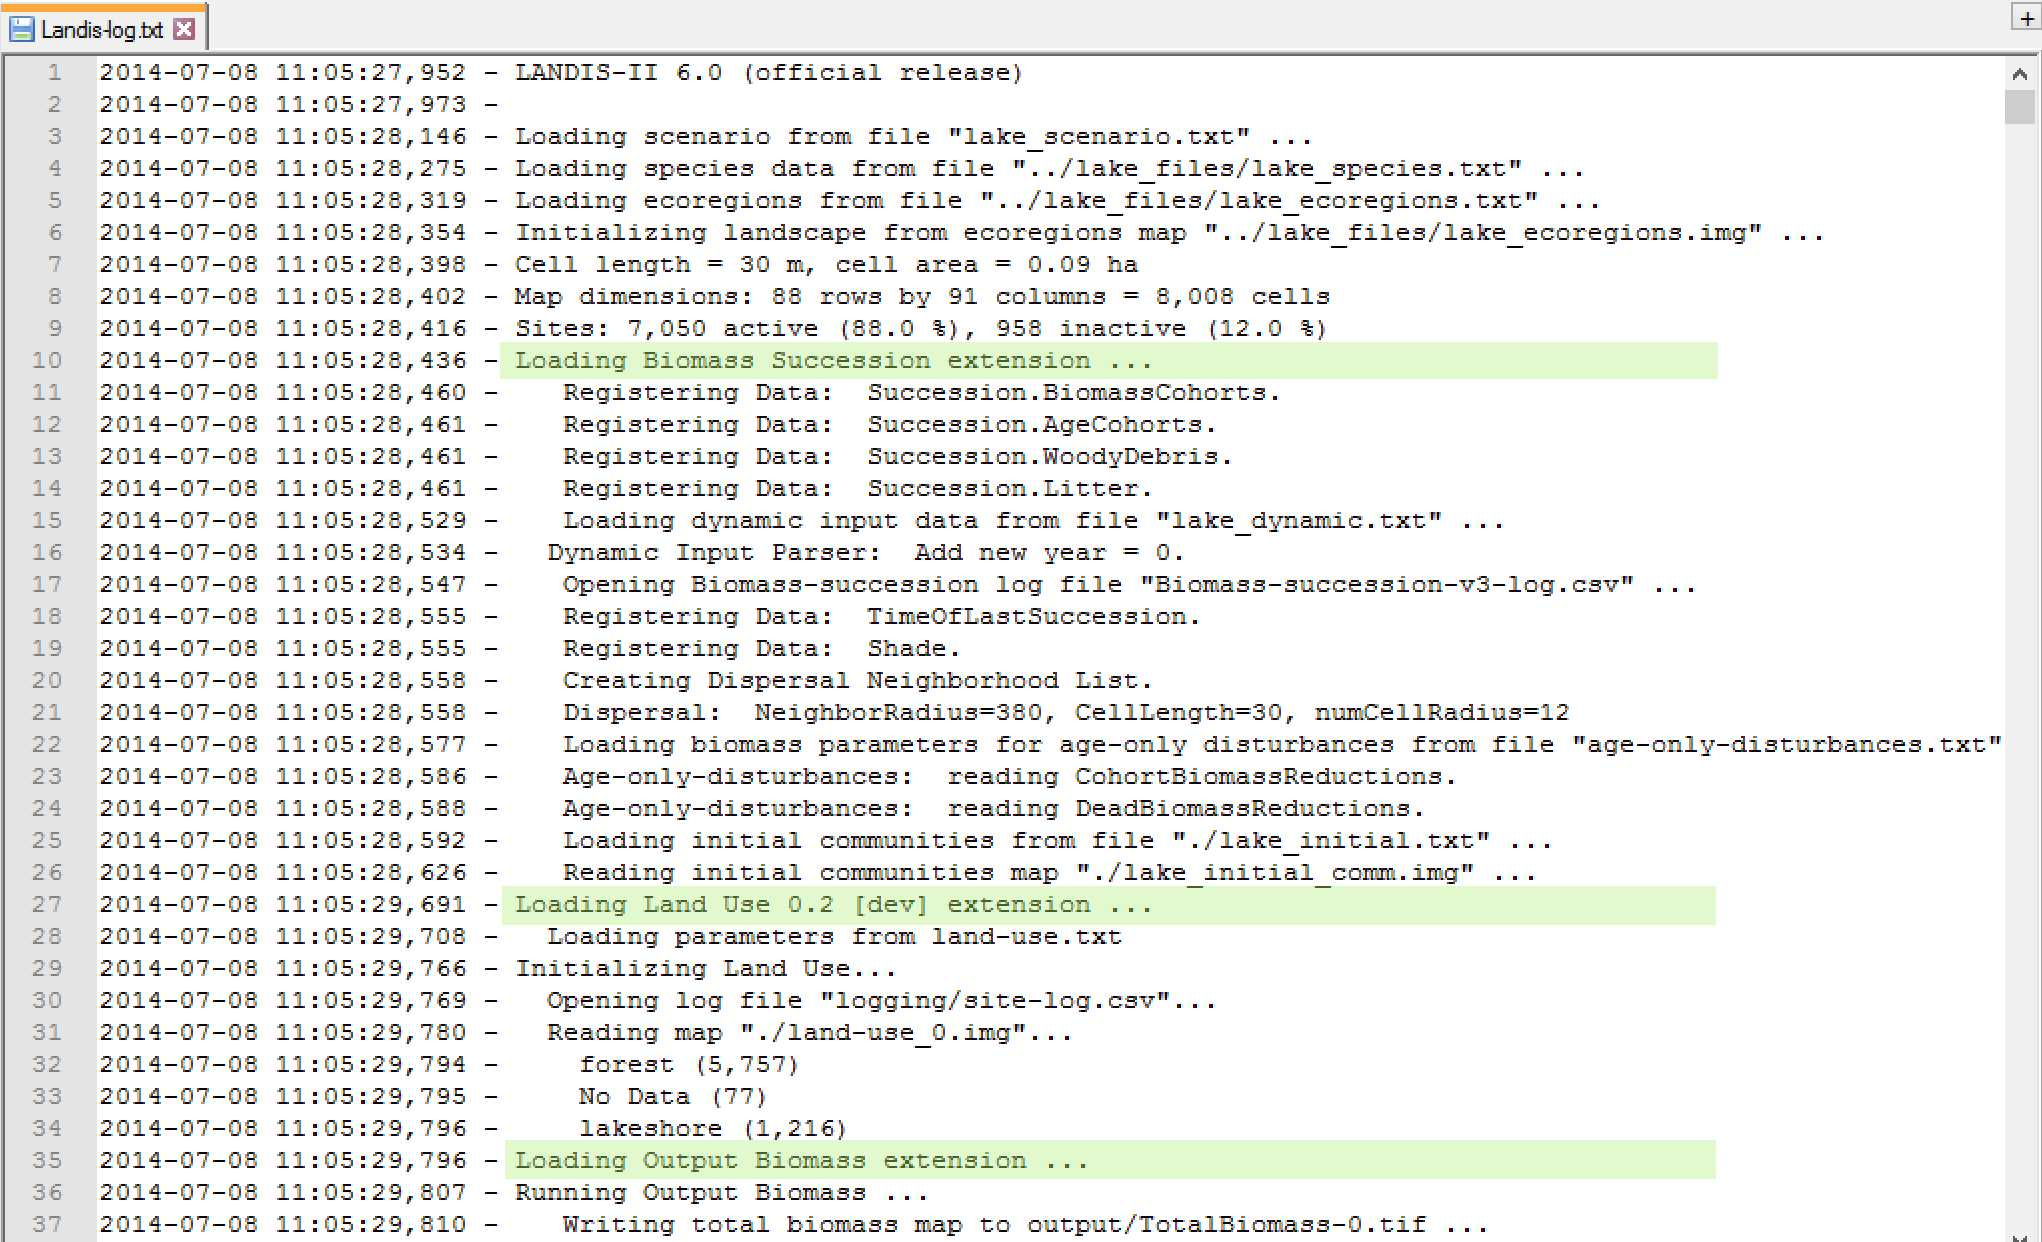 Landis-log.txt
+
1 2014-07-08 11:05:27,952 - LANDIS-II 6.0 (official release)
2 2014-07-08 11:05:27,973 -
3 2014-07-08 11:05:28,146 - Loading scenario from file "lake_scenario.txt" ...
4 2014-07-08 11:05:28,275 - Loading species data from file "../lake_files/lake_species.txt" ...
5 2014-07-08 11:05:28,319 - Loading ecoregions from file "../lake_files/lake_ecoregions.txt" ...
6 2014-07-08 11:05:28,354 - Initializing landscape from ecoregions map "../lake_files/lake_ecoregions.img" ...
7 2014-07-08 11:05:28,398 - Cell length = 30 m, cell area = 0.09 ha
8 2014-07-08 11:05:28,402 - Map dimensions: 88 rows by 91 columns = 8,008 cells
9 2014-07-08 11:05:28,416 - Sites: 7,050 active (88.0 %), 958 inactive (12.0 %)
10 2014-07-08 11:05:28,436 - Loading Biomass Succession extension ...
11 2014-07-08 11:05:28,460 -    Registering Data:  Succession.BiomassCohorts.
12 2014-07-08 11:05:28,461 -    Registering Data:  Succession.AgeCohorts.
13 2014-07-08 11:05:28,461 -    Registering Data:  Succession.WoodyDebris.
14 2014-07-08 11:05:28,461 -    Registering Data:  Succession.Litter.
15 2014-07-08 11:05:28,529 -    Loading dynamic input data from file "lake_dynamic.txt" ...
16 2014-07-08 11:05:28,534 -   Dynamic Input Parser:  Add new year = 0.
17 2014-07-08 11:05:28,547 -    Opening Biomass-succession log file "Biomass-succession-v3-log.csv" ...
18 2014-07-08 11:05:28,555 -    Registering Data:  TimeOfLastSuccession.
19 2014-07-08 11:05:28,555 -    Registering Data:  Shade.
20 2014-07-08 11:05:28,558 -    Creating Dispersal Neighborhood List.
21 2014-07-08 11:05:28,558 -    Dispersal:  NeighborRadius=380, CellLength=30, numCellRadius=12
22 2014-07-08 11:05:28,577 -    Loading biomass parameters for age-only disturbances from file "age-only-disturbances.txt"
23 2014-07-08 11:05:28,586 -    Age-only-disturbances:  reading CohortBiomassReductions.
24 2014-07-08 11:05:28,588 -    Age-only-disturbances:  reading DeadBiomassReductions.
25 2014-07-08 11:05:28,592 -    Loading initial communities from file "./lake_initial.txt" ...
26 2014-07-08 11:05:28,626 -    Reading initial communities map "./lake_initial_comm.img" ...
27 2014-07-08 11:05:29,691 - Loading Land Use 0.2 [dev] extension ...
28 2014-07-08 11:05:29,708 -   Loading parameters from land-use.txt
29 2014-07-08 11:05:29,766 - Initializing Land Use...
30 2014-07-08 11:05:29,769 -   Opening log file "logging/site-log.csv"...
31 2014-07-08 11:05:29,780 -   Reading map "./land-use_0.img"...
32 2014-07-08 11:05:29,794 -     forest (5,757)
33 2014-07-08 11:05:29,795 -     No Data (77)
34 2014-07-08 11:05:29,796 -     lakeshore (1,216)
35 2014-07-08 11:05:29,796 - Loading Output Biomass extension ...
36 2014-07-08 11:05:29,807 - Running Output Biomass ...
37 2014-07-08 11:05:29,810 -    Writing total biomass map to output/TotalBiomass-0.tif ...